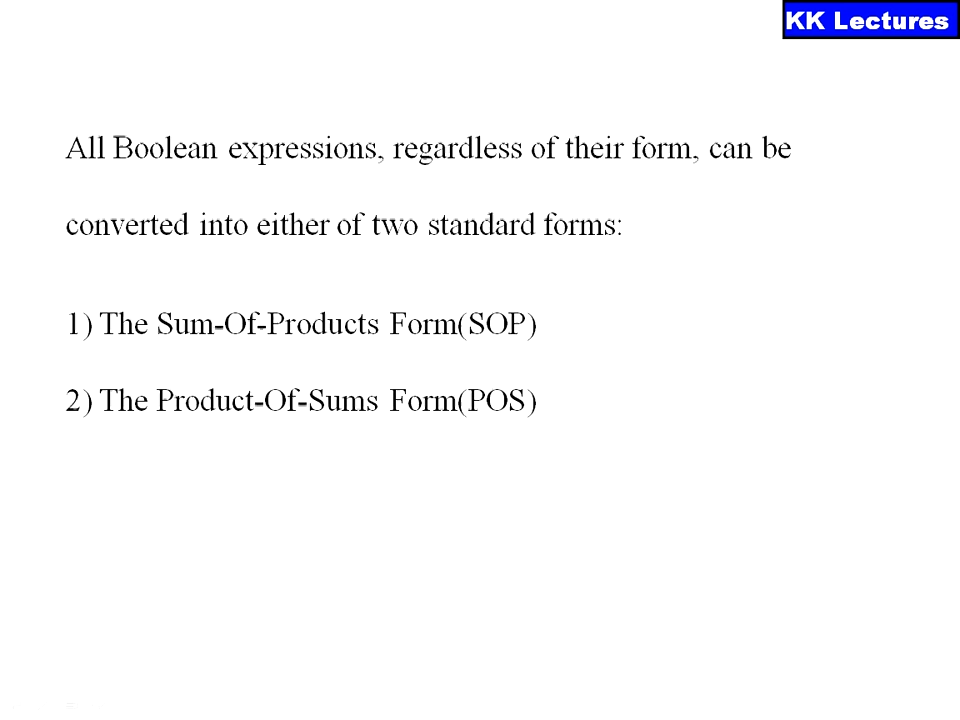 KK Lectures
All Boolean expressions, regardless of their form, can be
converted into either of two standard forms:
1) The Sum-Of-Products Form(SOP)
2) The Product-Of-Sums Form(POS)